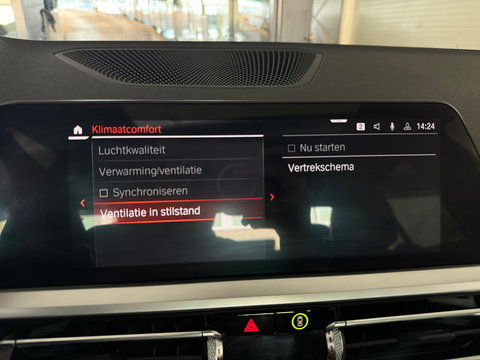 Klimaatcomfort
2 14:24
Luchtkwaliteit
Verwarming/ventilatie
Synchroniseren
Ventilatie in stilstand
Nu starten
Vertrekschema